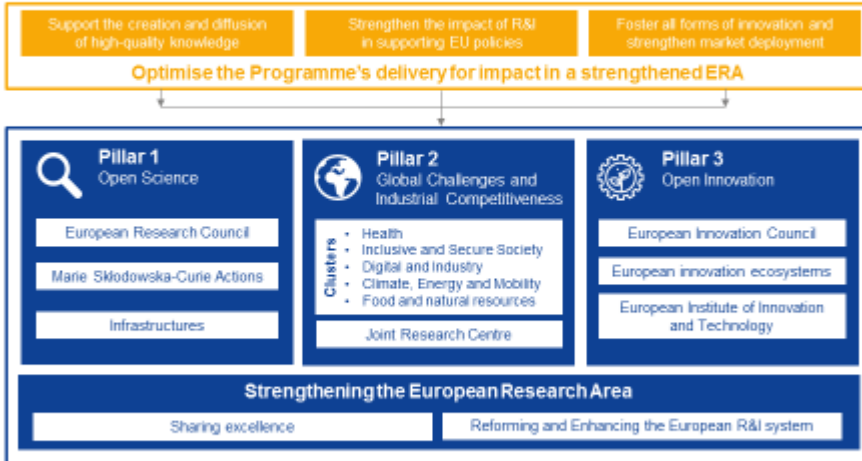 Support the creation and diffusion
of high-quality knowledge
Strengthen the impact of R&I
in supporting EU policies
Foster all forms of innovation and
strengthen market deployment
Optimise the Programme's delivery for impact in a strengthened ERA
Pillar 1
Open Science
European Research Council
Marie Skłodowska-Curie Actions
Infrastructures
Pillar 2
Global Challenges and
Industrial Competitiveness
Clusters
• Health
• Inclusive and Secure Society
• Digital and Industry
• Climate, Energy and Mobility
• Food and natural resources
Joint Research Centre
Pillar 3
Open Innovation
European Innovation Council
European innovation ecosystems
European Institute of Innovation
and Technology
Strengthening the European Research Area
Sharing excellence
Reforming and Enhancing the European R&I system